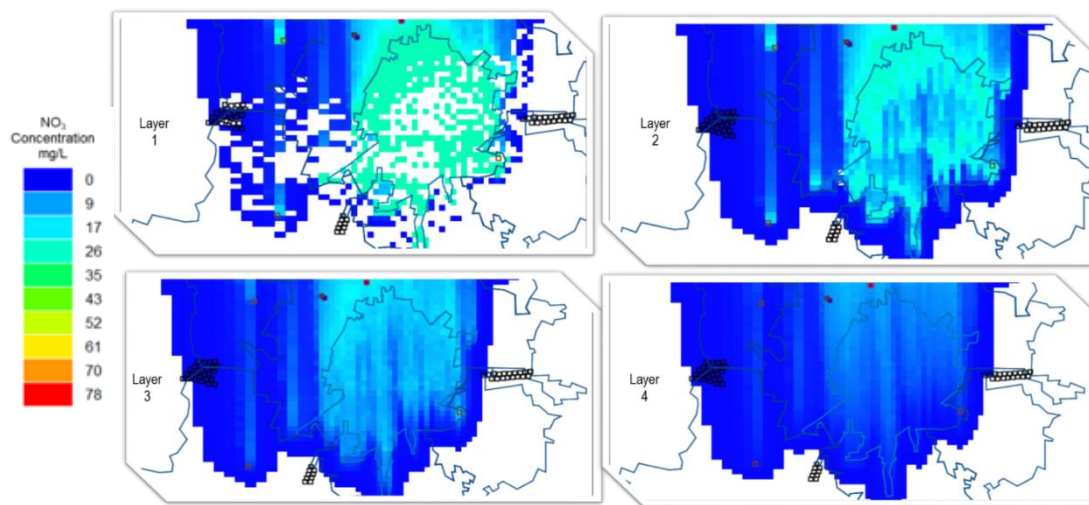 Layer
1
Layer
2
NO₃
Concentration
mg/L
0
9
17
26
35
43
52
61
70
78
Layer
3
Layer
4